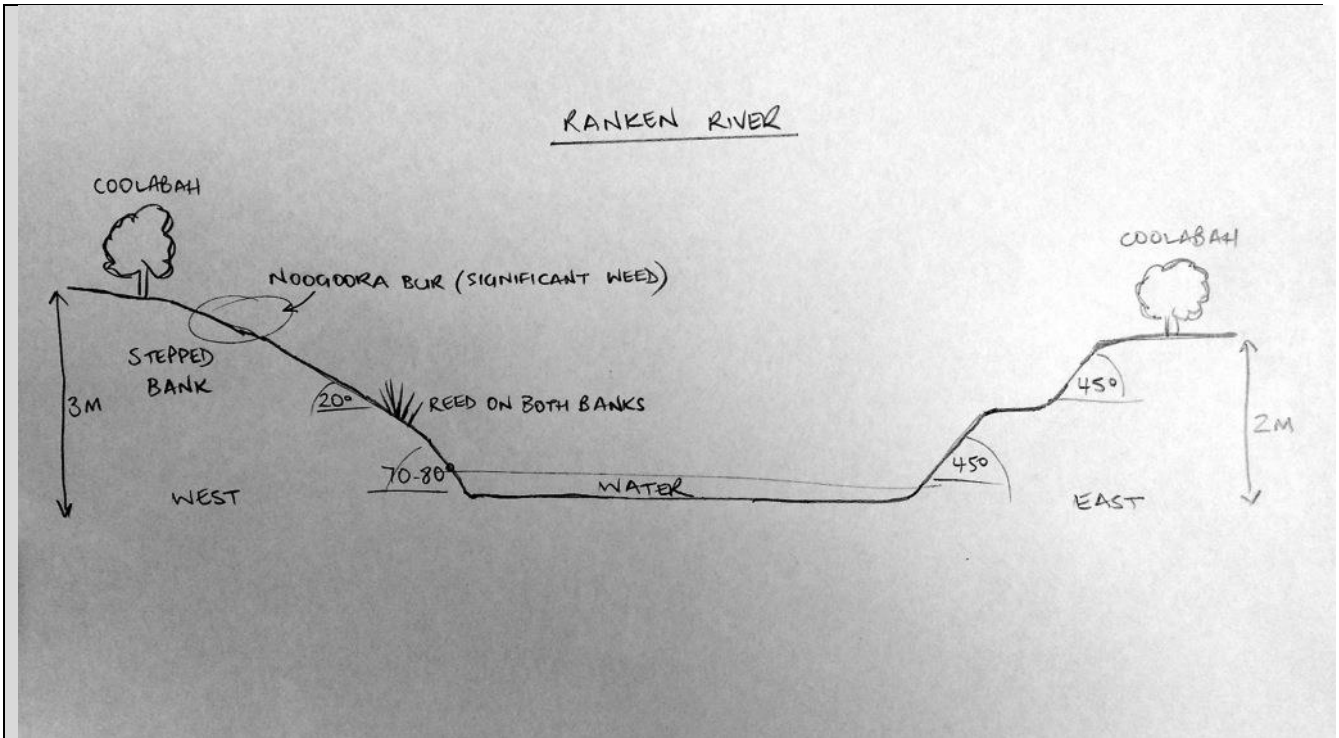 RANKEN RIVER
COOLABAH
COOLABAH
NOOGOORA BUR (SIGNIFICANT WEED)
STEPPED
BANK
3M
20°
REED ON BOTH BANKS
45°
2M
70-80°
WATER
45°
WEST
EAST